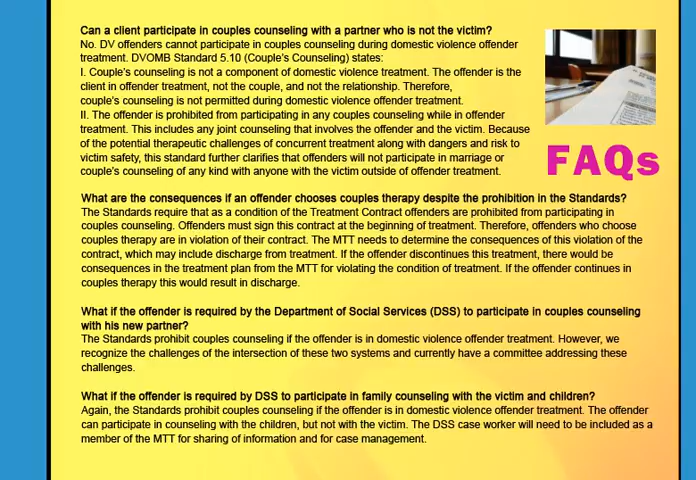 Can a client participate in couples counseling with a partner who is not the victim?
No. DV offenders cannot participate in couples counseling during domestic violence offender
treatment. DVOMB Standard 5.10 (Couple's Counseling) states:
I. Couple's counseling is not a component of domestic violence treatment. The offender is the
client in offender treatment, not the couple, and not the relationship. Therefore,
couple's counseling is not permitted during domestic violence offender treatment.
II. The offender is prohibited from participating in any couples counseling while in offender
treatment. This includes any joint counseling that involves the offender and the victim. Because
of the potential therapeutic challenges of concurrent treatment along with dangers and risk to
victim safety, this standard further clarifies that offenders will not participate in marriage or
couple's counseling of any kind with anyone with the victim outside of offender treatment.
FAQs
What are the consequences if an offender chooses couples therapy despite the prohibition in the Standards?
The Standards require that as a condition of the Treatment Contract offenders are prohibited from participating in
couples counseling. Offenders must sign this contract at the beginning of treatment. Therefore, offenders who choose
couples therapy are in violation of their contract. The MTT needs to determine the consequences of this violation of the
contract, which may include discharge from treatment. If the offender discontinues this treatment, there would be
consequences in the treatment plan from the MTT for violating the condition of treatment. If the offender continues in
couples therapy this would result in discharge.
What if the offender is required by the Department of Social Services (DSS) to participate in couples counseling
with his new partner?
The Standards prohibit couples counseling if the offender is in domestic violence offender treatment. However, we
recognize the challenges of the intersection of these two systems and currently have a committee addressing these
challenges.
What if the offender is required by DSS to participate in family counseling with the victim and children?
Again, the Standards prohibit couples counseling if the offender is in domestic violence offender treatment. The offender
can participate in counseling with the children, but not with the victim. The DSS case worker will need to be included as a
member of the MTT for sharing of information and for case management.